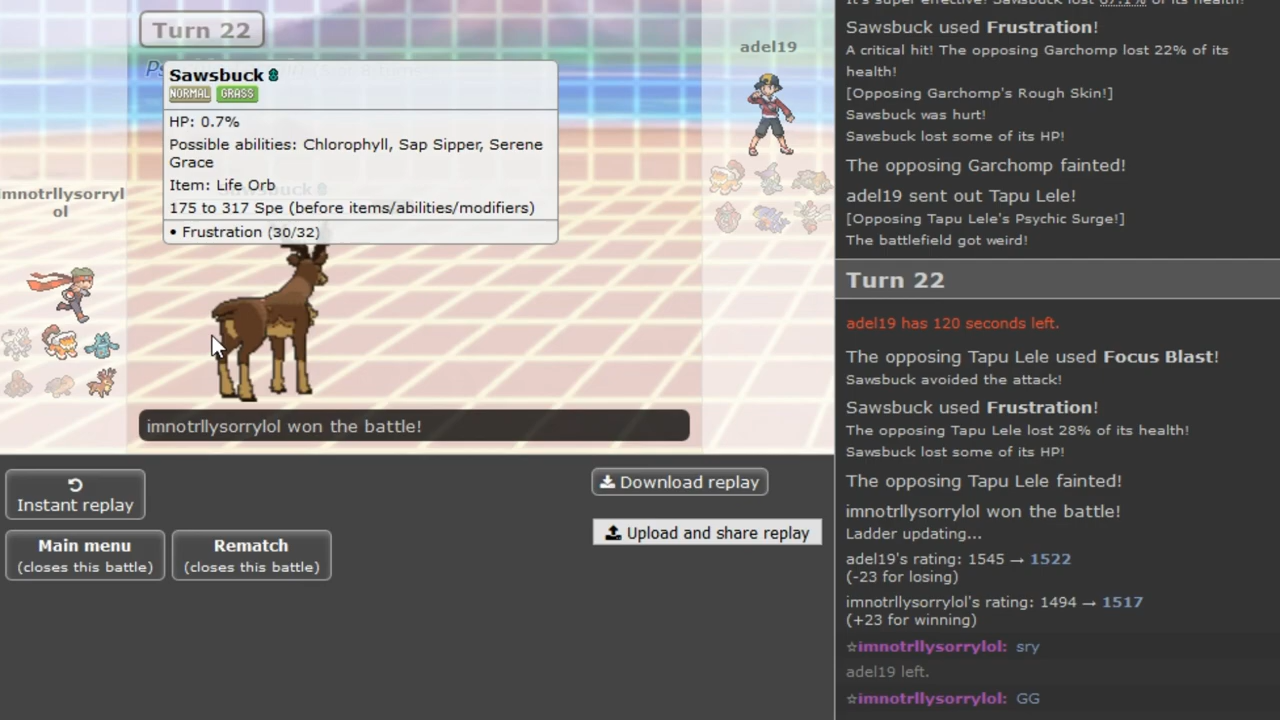 Turn 22
Ps
Sawsbuck
NORMAL GRASS
HP: 0.7%
Possible abilities: Chlorophyll, Sap Sipper, Serene
Grace
Item: Life Orb
175 to 317 Spe (before items/abilities/modifiers)
• Frustration (30/32)
adel19
imnotrllysorryl
ol
imnotrllysorrylol won the battle!
Instant replay
Download replay
Upload and share replay
Main menu
(closes this battle)
Rematch
(closes this battle)
Sawsbuck used Frustration!
A critical hit! The opposing Garchomp lost 22% of its
health!
[Opposing Garchomp's Rough Skin!]
Sawsbuck was hurt!
Sawsbuck lost some of its HP!
The opposing Garchomp fainted!
adel19 sent out Tapu Lele!
[Opposing Tapu Lele's Psychic Surge!]
The battlefield got weird!
Turn 22
adel19 has 120 seconds left.
The opposing Tapu Lele used Focus Blast!
Sawsbuck avoided the attack!
Sawsbuck used Frustration!
The opposing Tapu Lele lost 28% of its health!
Sawsbuck lost some of its HP!
The opposing Tapu Lele fainted!
imnotrllysorrylol won the battle!
Ladder updating...
adel19's rating: 1545 → 1522
(-23 for losing)
imnotrllysorrylol's rating: 1494 → 1517
(+23 for winning)
☆imnotrllysorrylol: sry
adel19 left.
☆imnotrllysorrylol: GG